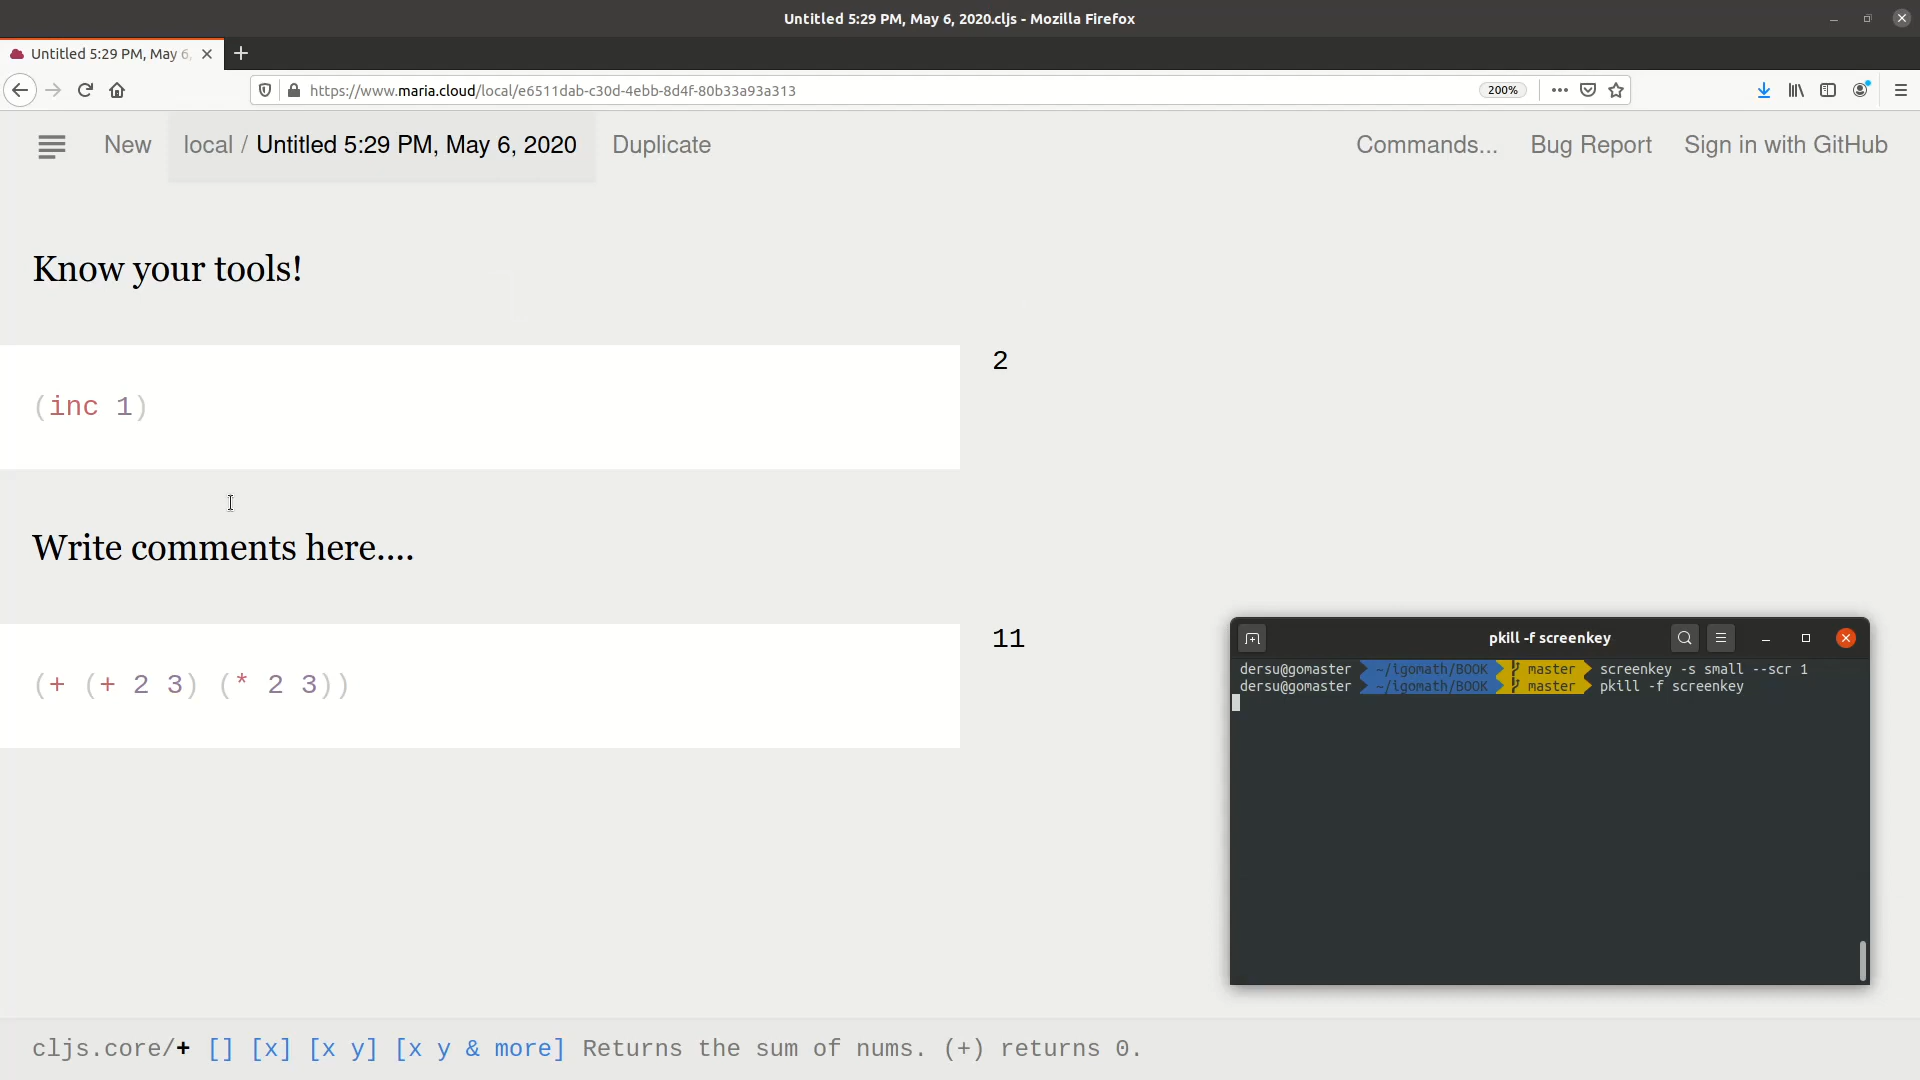 Untitled 5:29 PM, May 6, 2020.cljs - Mozilla Firefox
Untitled 5:29 PM, May 6,
https://www.maria.cloud/local/e6511dab-c30d-4ebb-8d4f-80b33a93a313 200%
New local / Untitled 5:29 PM, May 6, 2020 Duplicate Commands... Bug Report Sign in with GitHub
Know your tools!
(inc 1) 2
Write comments here....
(+ (+ 2 3) (* 2 3)) 11
pkill -f screenkey
dersu@gomaster ~/igomath/BOOK master screenkey -s small --scr 1
dersu@gomaster ~/igomath/BOOK master pkill -f screenkey
cljs.core/+ [] [x] [x y] [x y & more] Returns the sum of nums. (+) returns 0.